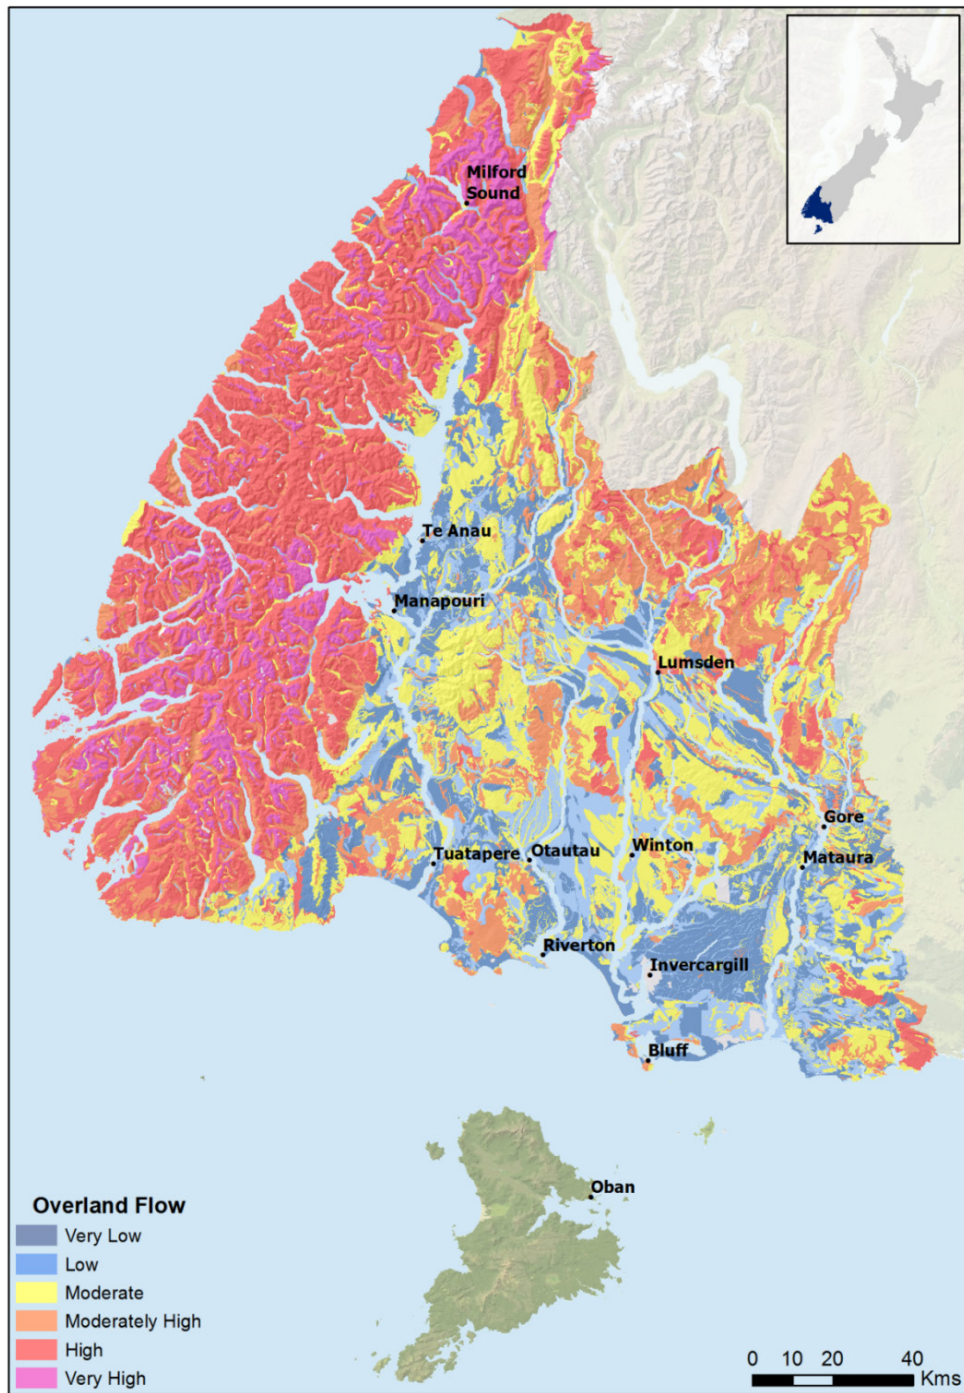 Milford
Sound
Te Anau
Manapouri
Lumsden
Gore
Tuatapere
Otautau
Winton
Mataura
Riverton
Invercargill
Bluff
Oban
Overland Flow
Very Low
Low
Moderate
Moderately High
High
Very High
0 10 20 40
Kms